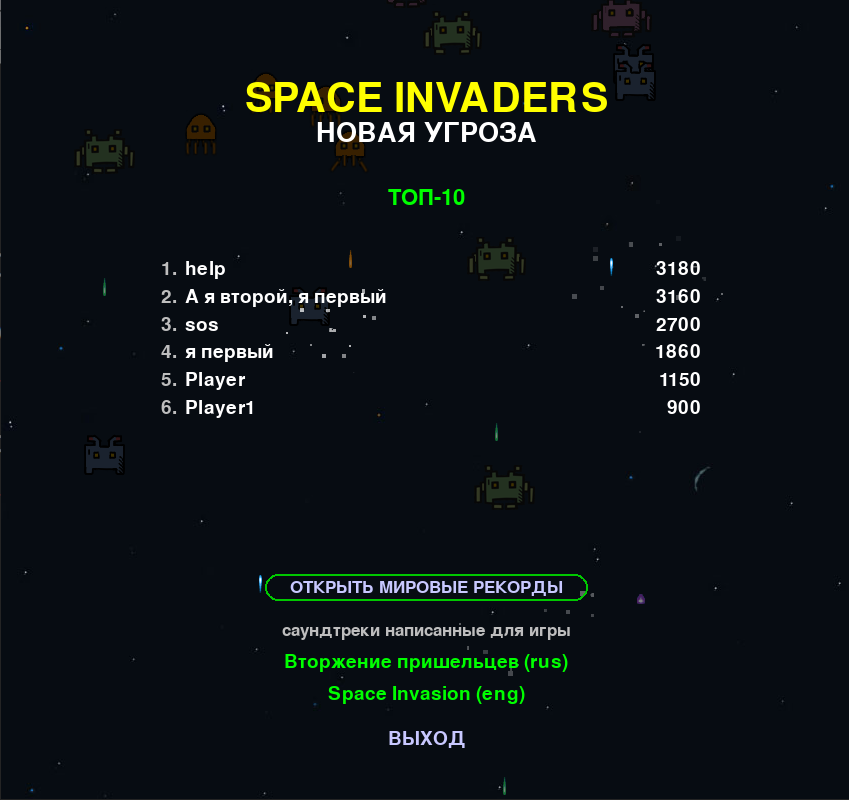 SPACE INVADERS
НОВАЯ УГРОЗА
ТОП-10
1. help 3180
2. А я второй, я первый 3160
3. sos 2700
4. я первый 1860
5. Player 1150
6. Player1 900
ОТКРЫТЬ МИРОВЫЕ РЕКОРДЫ
саундтреки написанные для игры
Вторжение пришельцев (rus)
Space Invasion (eng)
ВЫХОД